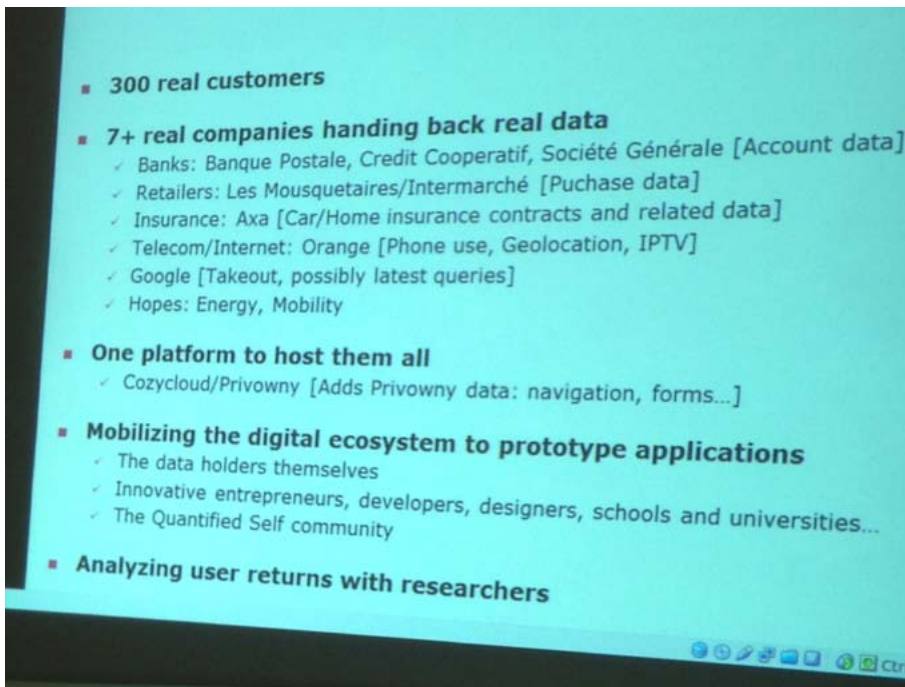 300 real customers
7+ real companies handing back real data
Banks: Banque Postale, Credit Cooperatif, Société Générale [Account data]
Retailers: Les Mousquetaires/Intermarché [Puchase data]
Insurance: Axa [Car/Home insurance contracts and related data]
Telecom/Internet: Orange [Phone use, Geolocation, IPTV]
Google [Takeout, possibly latest queries]
Hopes: Energy, Mobility
One platform to host them all
Cozycloud/Privowny [Adds Privowny data: navigation, forms...]
Mobilizing the digital ecosystem to prototype applications
The data holders themselves
Innovative entrepreneurs, developers, designers, schools and universities...
The Quantified Self community
Analyzing user returns with researchers
Ctr